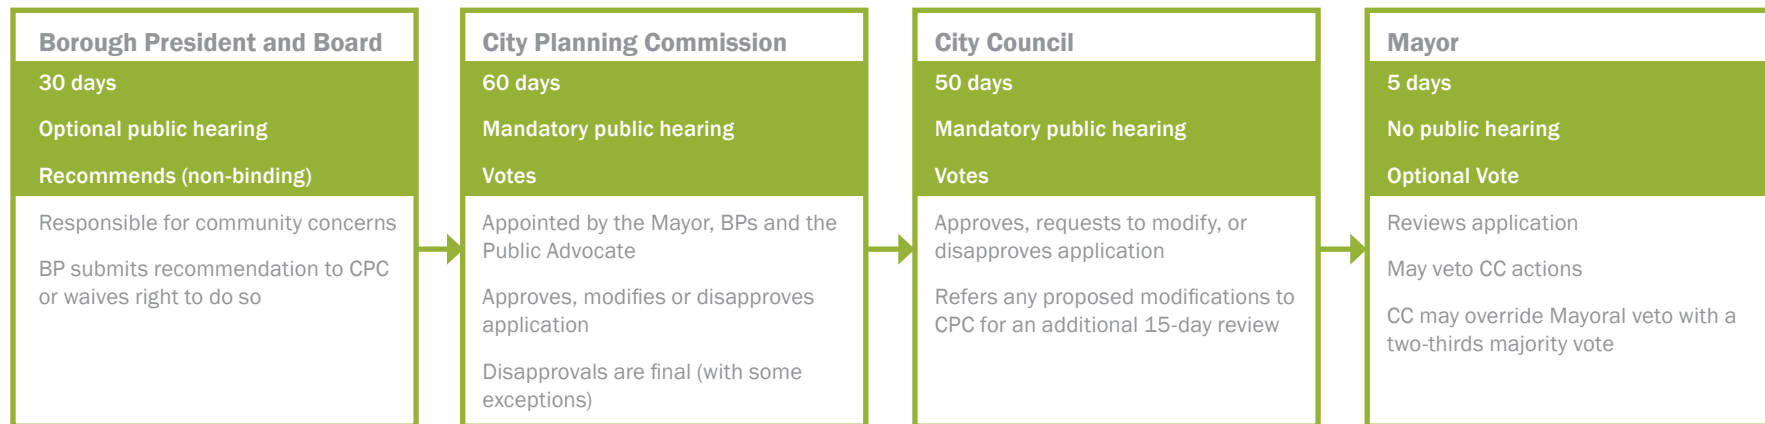 Borough President and Board
30 days
Optional public hearing
Recommends (non-binding)
Responsible for community concerns
BP submits recommendation to CPC
or waives right to do so
City Planning Commission
60 days
Mandatory public hearing
Votes
Appointed by the Mayor, BPs and the
Public Advocate
Approves, modifies or disapproves
application
Disapprovals are final (with some
exceptions)
City Council
50 days
Mandatory public hearing
Votes
Approves, requests to modify, or
disapproves application
Refers any proposed modifications to
CPC for an additional 15-day review
Mayor
5 days
No public hearing
Optional Vote
Reviews application
May veto CC actions
CC may override Mayoral veto with a
two-thirds majority vote